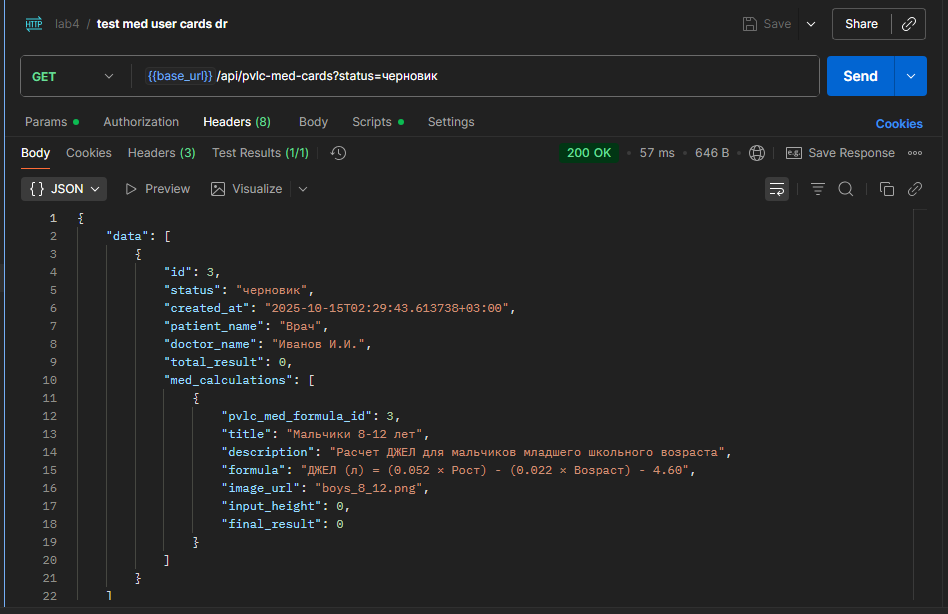 HTTP lab4 / test med user cards dr Save Share
GET {{base_url}} /api/pvlc-med-cards?status=черновик Send
Params Authorization Headers (8) Body Scripts Settings Cookies
Body Cookies Headers (3) Test Results (1/1) 200 OK 57 ms 646 B e.g. Save Response
{} JSON Preview Visualize
1 {
2 "data": [
3 {
4 "id": 3,
5 "status": "черновик",
6 "created_at": "2025-10-15T02:29:43.613738+03:00",
7 "patient_name": "Врач",
8 "doctor_name": "Иванов И.И.",
9 "total_result": 0,
10 "med_calculations": [
11 {
12 "pvlc_med_formula_id": 3,
13 "title": "Мальчики 8-12 лет",
14 "description": "Расчет ДЖЕЛ для мальчиков младшего школьного возраста",
15 "formula": "ДЖЕЛ (л) = (0.052 × Рост) - (0.022 × Возраст) - 4.60",
16 "image_url": "boys_8_12.png",
17 "input_height": 0,
18 "final_result": 0
19 }
20 ]
21 }
22 ]